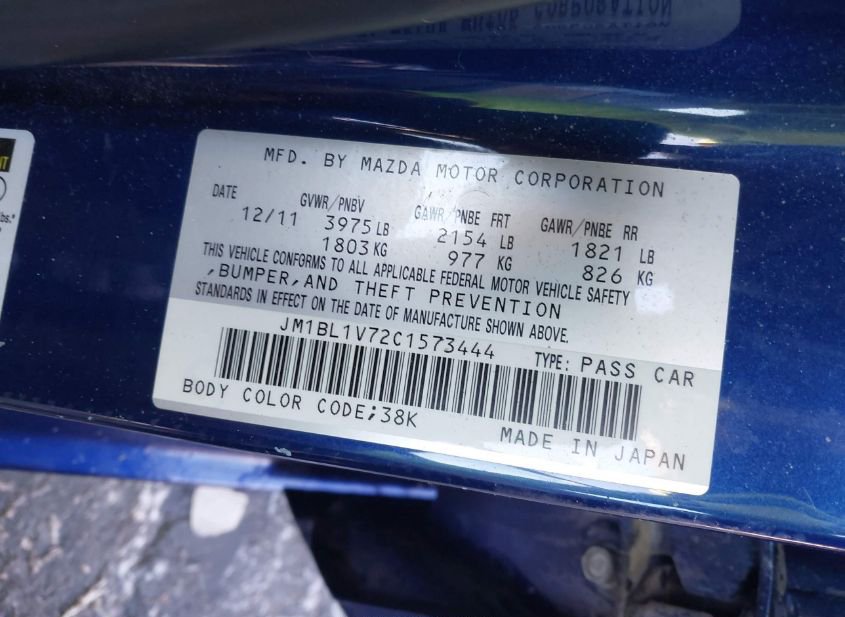 MFD. BY MAZDA MOTOR CORPORATION
DATE GVWR/PNBV GAWR/PNBE FRT GAWR/PNBE RR
12/11 3975 LB 2154 LB 1821 LB
1803 KG 977 KG 826 KG
THIS VEHICLE CONFORMS TO ALL APPLICABLE FEDERAL MOTOR VEHICLE SAFETY
,BUMPER,AND THEFT PREVENTION
STANDARDS IN EFFECT ON THE DATE OF MANUFACTURE SHOWN ABOVE.
JM1BL1V72C1573444
TYPE: PASS CAR
BODY COLOR CODE;38K
MADE IN JAPAN